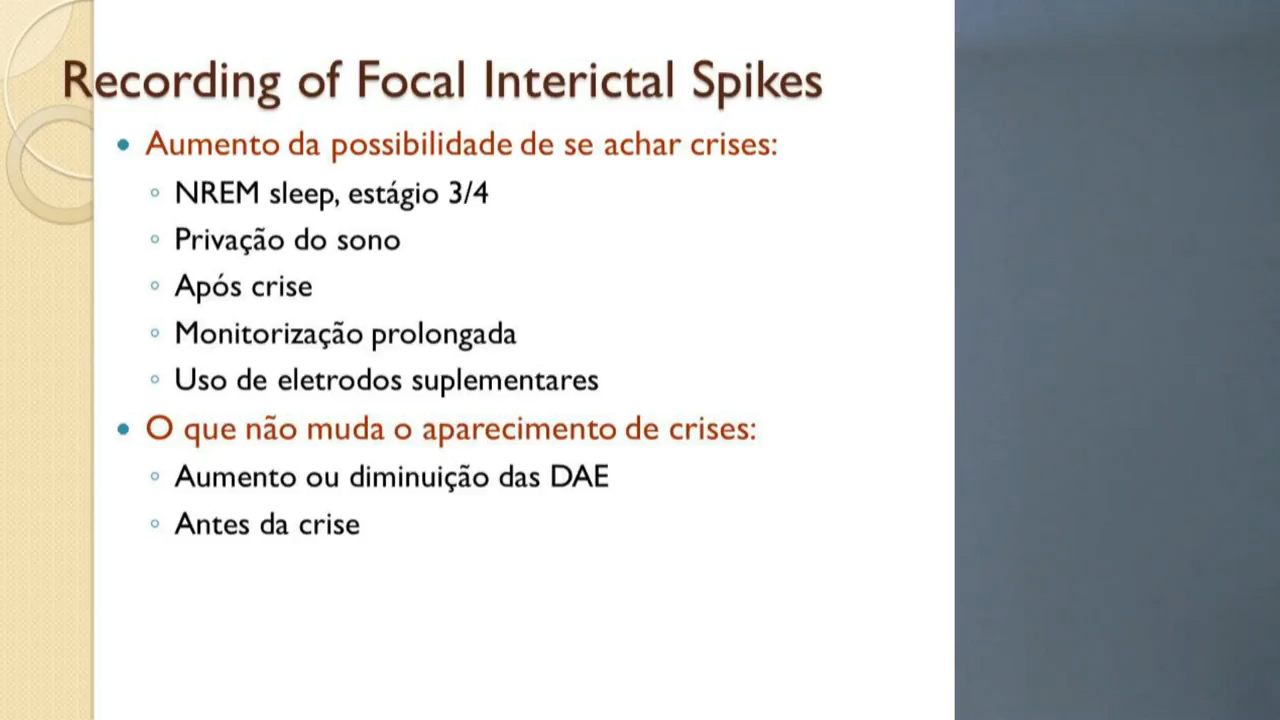 Recording of Focal Interictal Spikes
Aumento da possibilidade de se achar crises:
NREM sleep, estágio 3/4
Privação do sono
Após crise
Monitorização prolongada
Uso de eletrodos suplementares
O que não muda o aparecimento de crises:
Aumento ou diminuição das DAE
Antes da crise